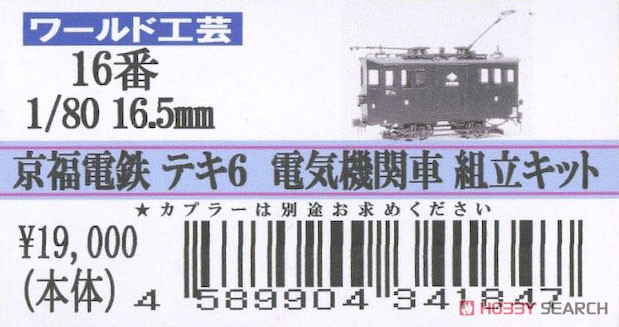 ワールド工芸
16番
1/80 16.5mm
京福電鉄 テキ6 電気機関車 組立キット
★カプラーは別途お求めください
¥19,000
(本体)
4 589904 341847
HOBBY SEARCH